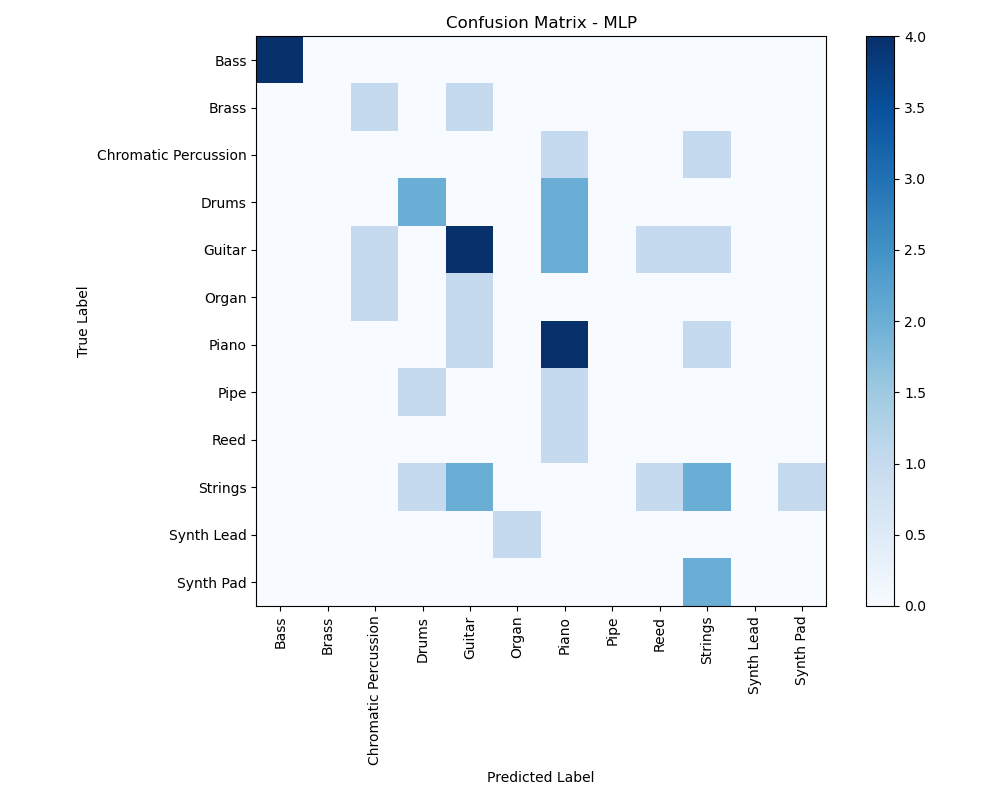 Confusion Matrix - MLP
True Label
Bass
Brass
Chromatic Percussion
Drums
Guitar
Organ
Piano
Pipe
Reed
Strings
Synth Lead
Synth Pad
Bass
Brass
Chromatic Percussion
Drums
Guitar
Organ
Piano
Pipe
Reed
Strings
Synth Lead
Synth Pad
Predicted Label
4.0
3.5
3.0
2.5
2.0
1.5
1.0
0.5
0.0